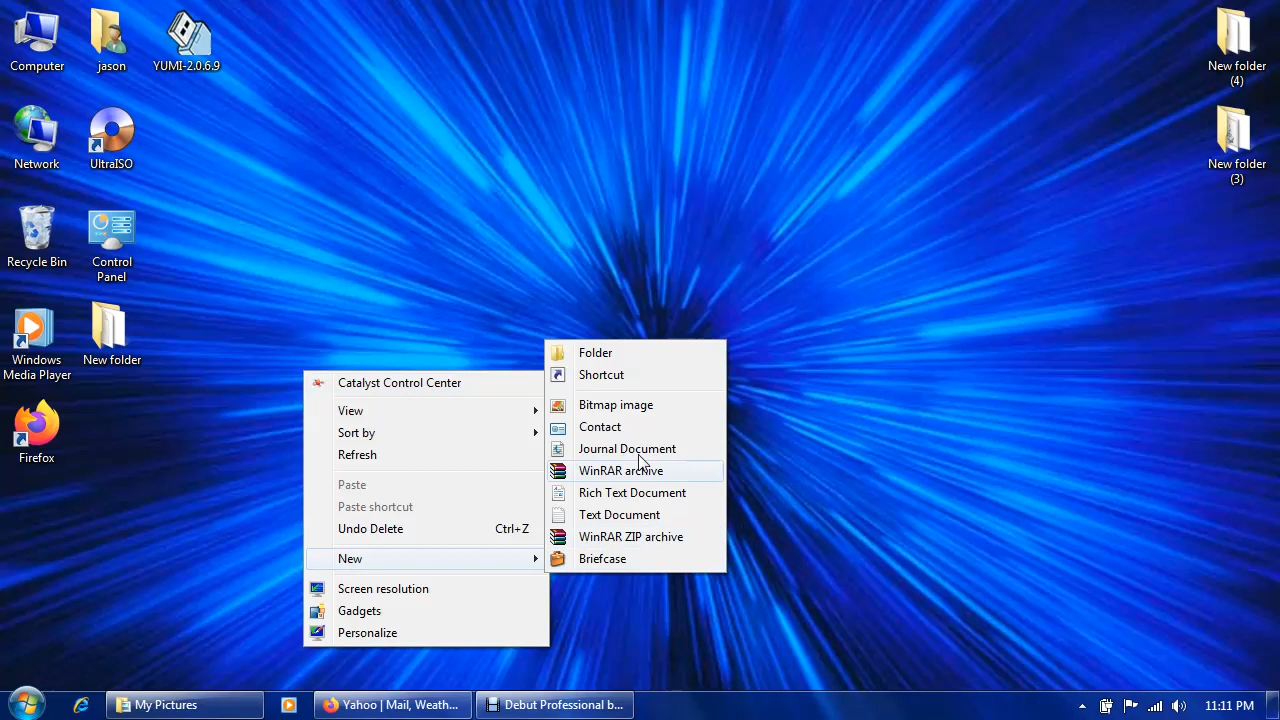 Computer
jason
YUMI-2.0.6.9
New folder
(4)
Network
UltraISO
New folder
(3)
Recycle Bin
Control
Panel
Windows
Media Player
New folder
Firefox
Catalyst Control Center
View
Sort by
Refresh
Paste
Paste shortcut
Undo Delete Ctrl+Z
New
Screen resolution
Gadgets
Personalize
Folder
Shortcut
Bitmap image
Contact
Journal Document
WinRAR archive
Rich Text Document
Text Document
WinRAR ZIP archive
Briefcase
My Pictures
Yahoo | Mail, Weath...
Debut Professional b...
11:11 PM